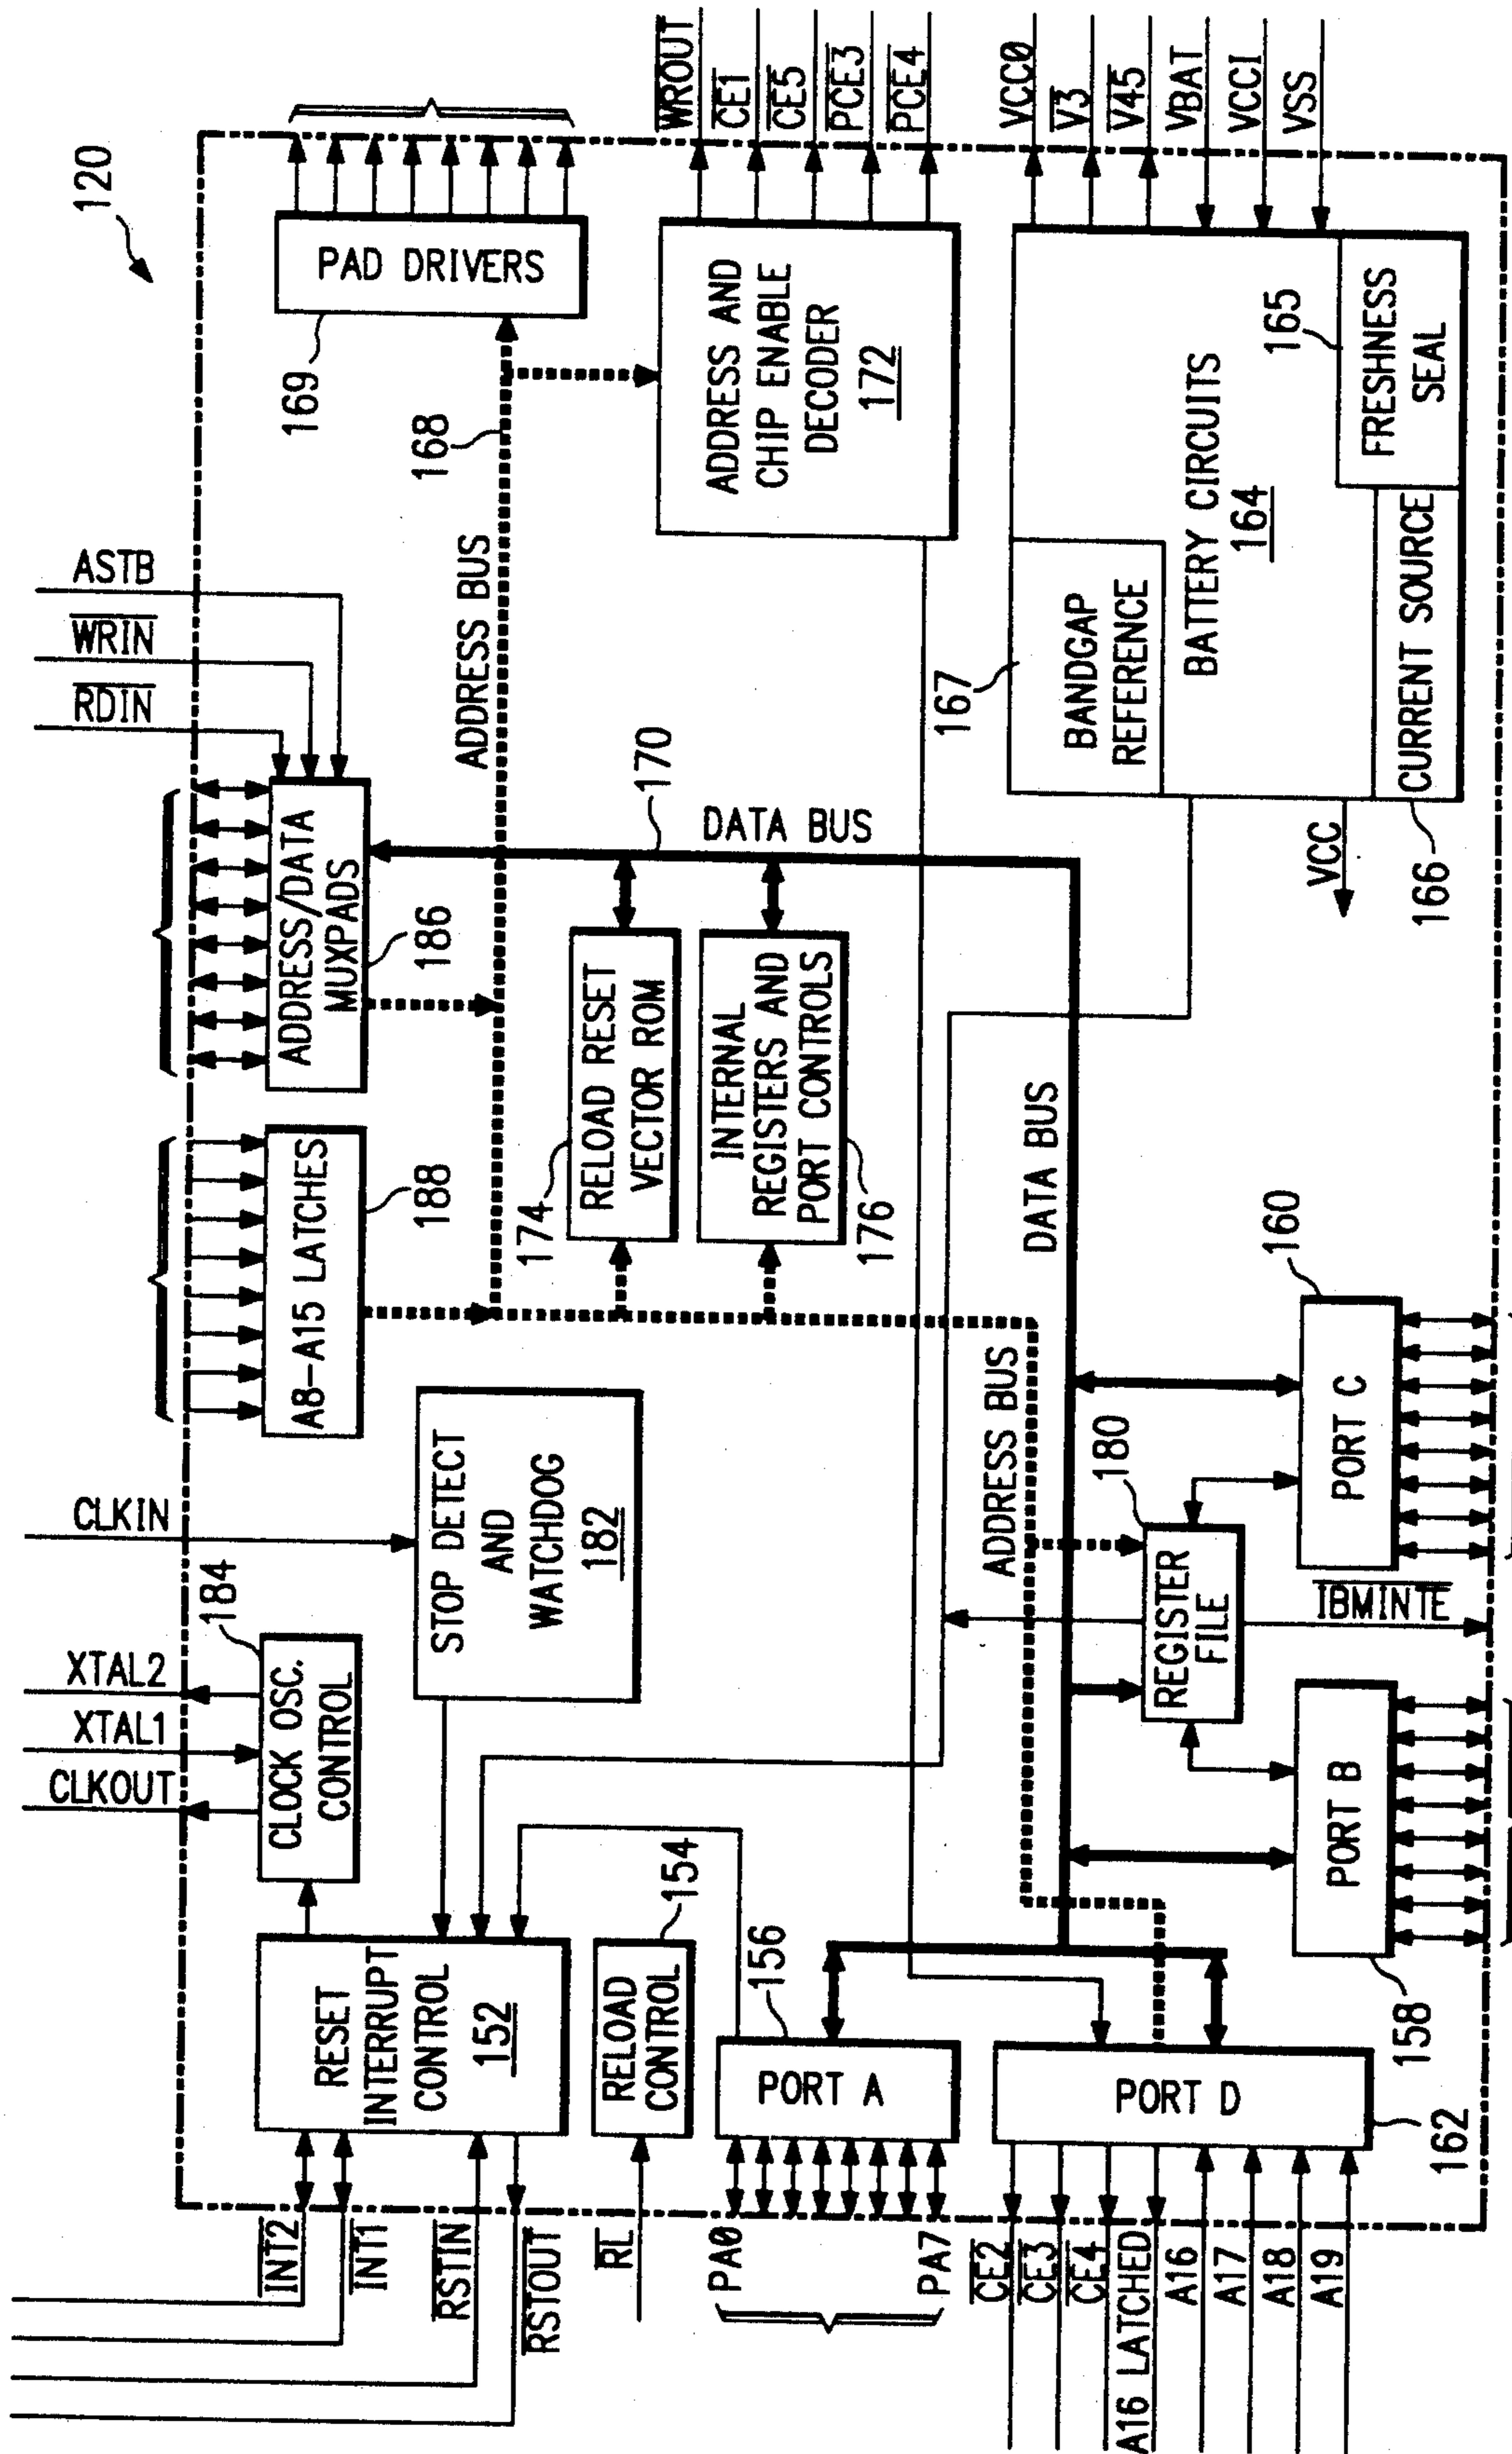 120
XTAL2
XTAL1
CLKOUT
CLKIN
RDIN
WRIN
ASTB
INT2
INT1
RSTIN
RSTOUT
RESET
INTERRUPT
CONTROL
152
184
CLOCK OSC.
CONTROL
STOP DETECT
AND
WATCHDOG
182
A8-A15 LATCHES
188
ADDRESS/DATA
MUXPADS
186
PAD DRIVERS
169
168
ADDRESS BUS
RL
RELOAD
CONTROL
154
174
RELOAD RESET
VECTOR ROM
INTERNAL
REGISTERS AND
PORT CONTROLS
176
170
DATA BUS
ADDRESS AND
CHIP ENABLE
DECODER
172
WROUT
CE1
CE5
PCE3
PCE4
PA0
PA7
PORT A
156
CE2
CE3
CE4
A16 LATCHED
A16
A17
A18
A19
PORT D
162
ADDRESS BUS
DATA BUS
REGISTER
FILE
180
IBMINTE
PORT B
158
PORT C
160
167
BANDGAP
REFERENCE
BATTERY CIRCUITS
164
165
FRESHNESS
SEAL
CURRENT SOURCE
166
VCC
VCC0
V3
V45
VBAT
VCCI
VSS